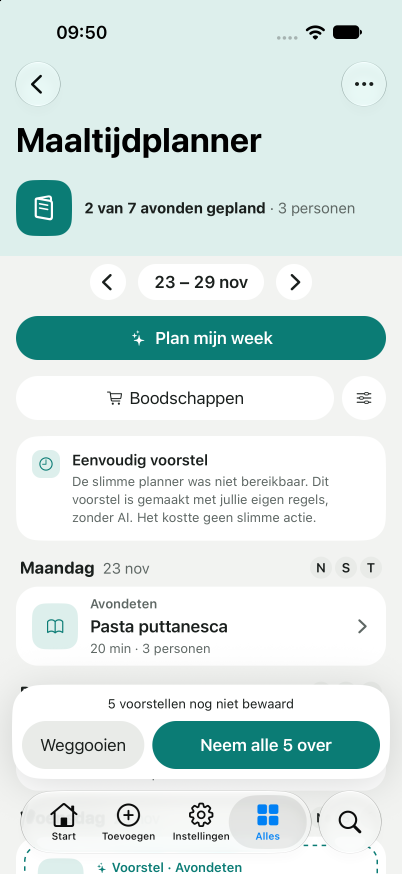 09:50
Maaltijdplanner
2 van 7 avonden gepland · 3 personen
23 – 29 nov
Plan mijn week
Boodschappen
Eenvoudig voorstel
De slimme planner was niet bereikbaar. Dit
voorstel is gemaakt met jullie eigen regels,
zonder AI. Het kostte geen slimme actie.
Maandag 23 nov N S T
Avondeten
Pasta puttanesca
20 min · 3 personen
5 voorstellen nog niet bewaard
Weggooien Neem alle 5 over
Start Toevoegen Instellingen Alles
Voorstel · Avondeten